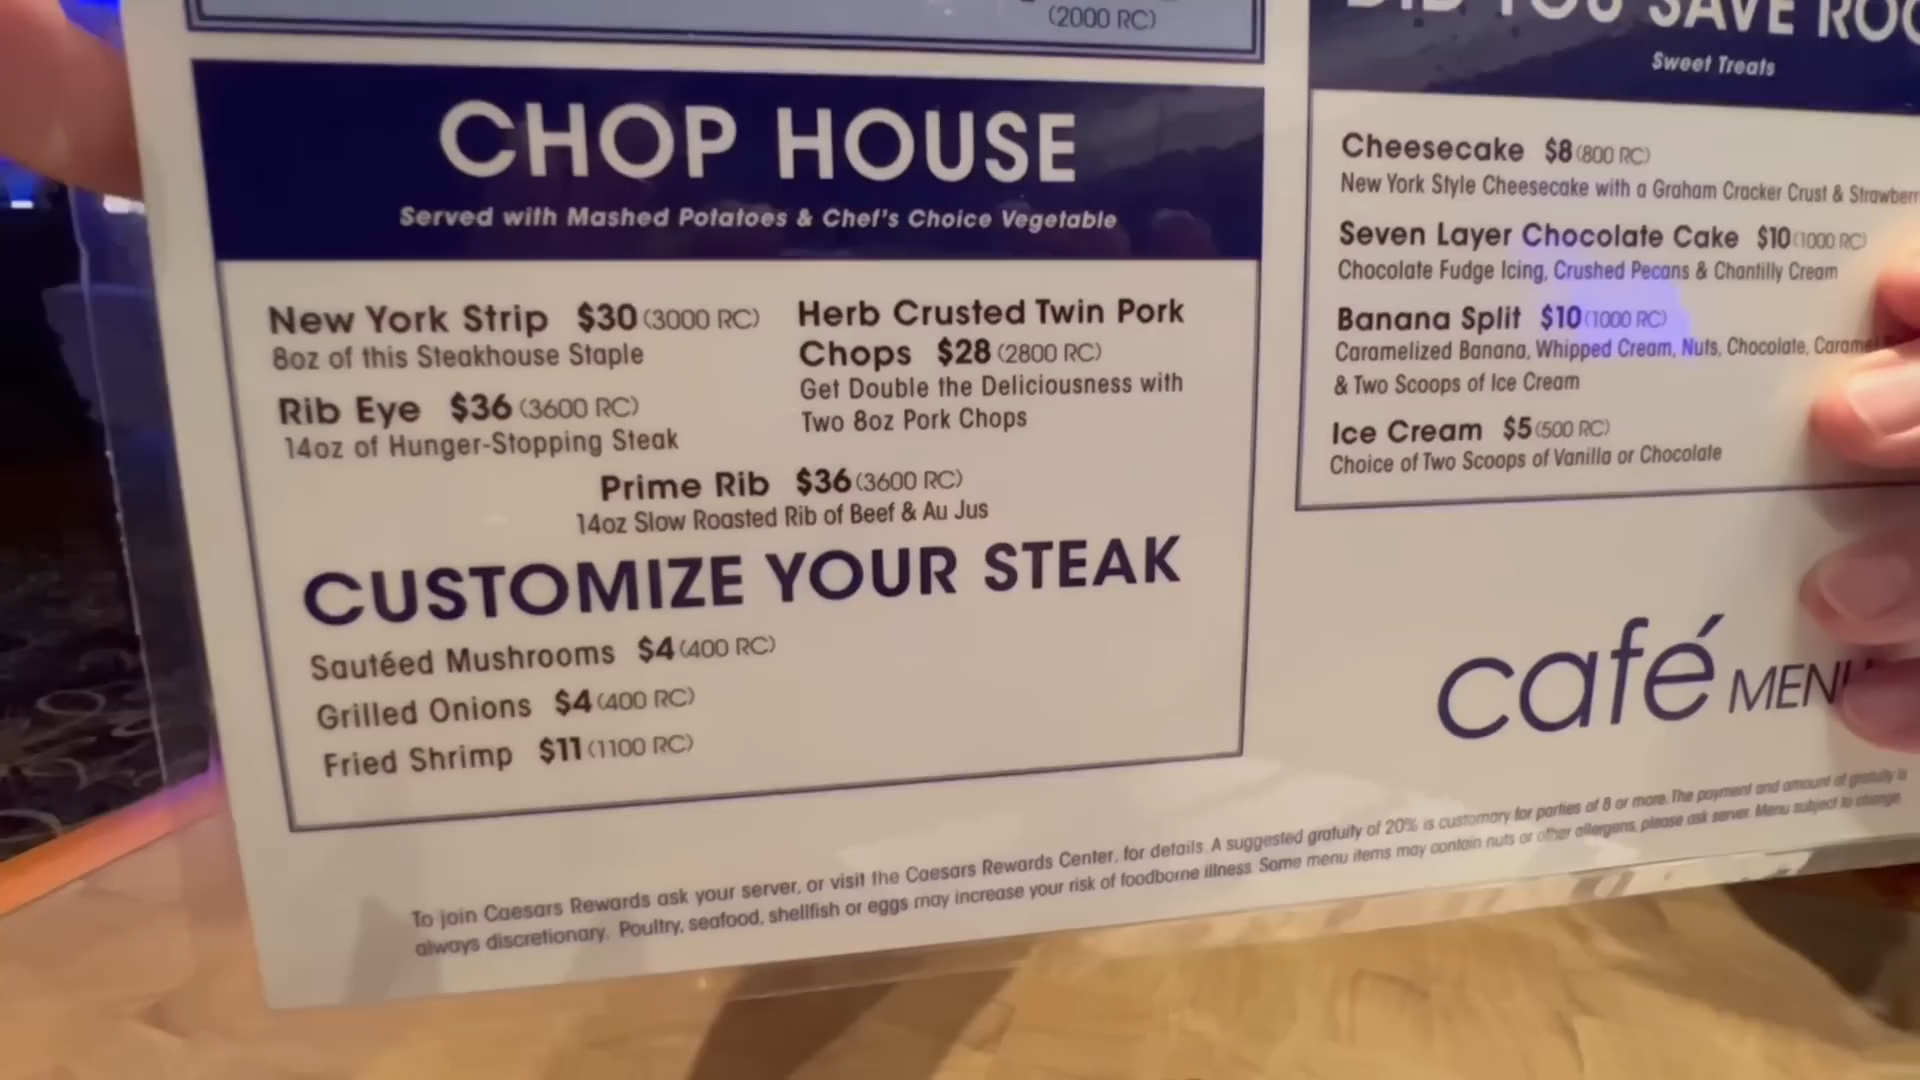 (2000 RC)
CHOP HOUSE
Served with Mashed Potatoes & Chef's Choice Vegetable
New York Strip $30 (3000 RC)
8oz of this Steakhouse Staple
Rib Eye $36 (3600 RC)
14oz of Hunger-Stopping Steak
Herb Crusted Twin Pork
Chops $28 (2800 RC)
Get Double the Deliciousness with
Two 8oz Pork Chops
Prime Rib $36 (3600 RC)
14oz Slow Roasted Rib of Beef & Au Jus
CUSTOMIZE YOUR STEAK
Sautéed Mushrooms $4 (400 RC)
Grilled Onions $4 (400 RC)
Fried Shrimp $11 (1100 RC)
DID YOU SAVE
Sweet Treats
Cheesecake $8 (800 RC)
New York Style Cheesecake with a Graham Cracker Crust &
Seven Layer Chocolate Cake $10 (1000 RC)
Chocolate Fudge Icing, Crushed Pecans & Chantilly Cream
Banana Split $10 (1000 RC)
Caramelized Banana, Whipped Cream, Nuts, Chocolate, Caramel
& Two Scoops of Ice Cream
Ice Cream $5 (500 RC)
Choice of Two Scoops of Vanilla or Chocolate
café MENU
To join Caesars Rewards ask your server, or visit the Caesars Rewards Center, for details. A suggested gratuity of 20% is customary for parties of 8 or more. The payment and amount of gratuity is
always discretionary. Poultry, seafood, shellfish or eggs may increase your risk of foodborne illness. Some menu items may contain nuts or other allergens, please ask server. Menu subject to change.